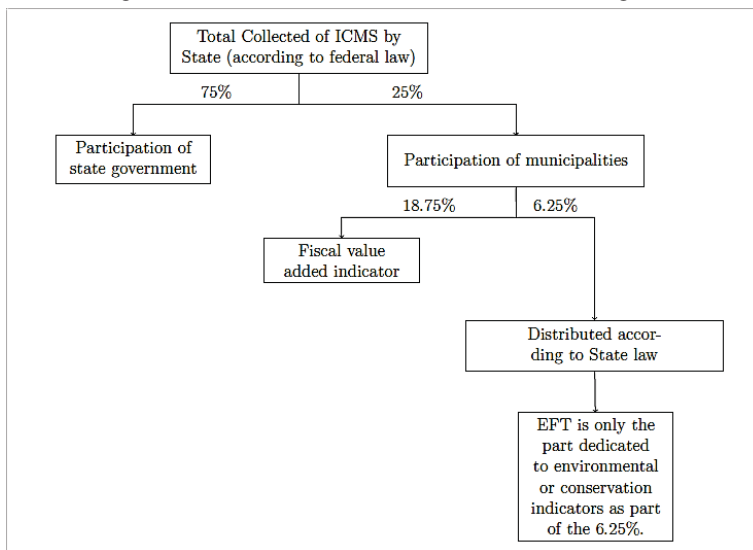 Total Collected of ICMS by
State (according to federal law)
75%
25%
Participation of
state government
Participation of municipalities
18.75%
6.25%
Fiscal value
added indicator
Distributed accor-
ding to State law
EFT is only the
part dedicated
to environmental
or conservation
indicators as part
of the 6.25%.